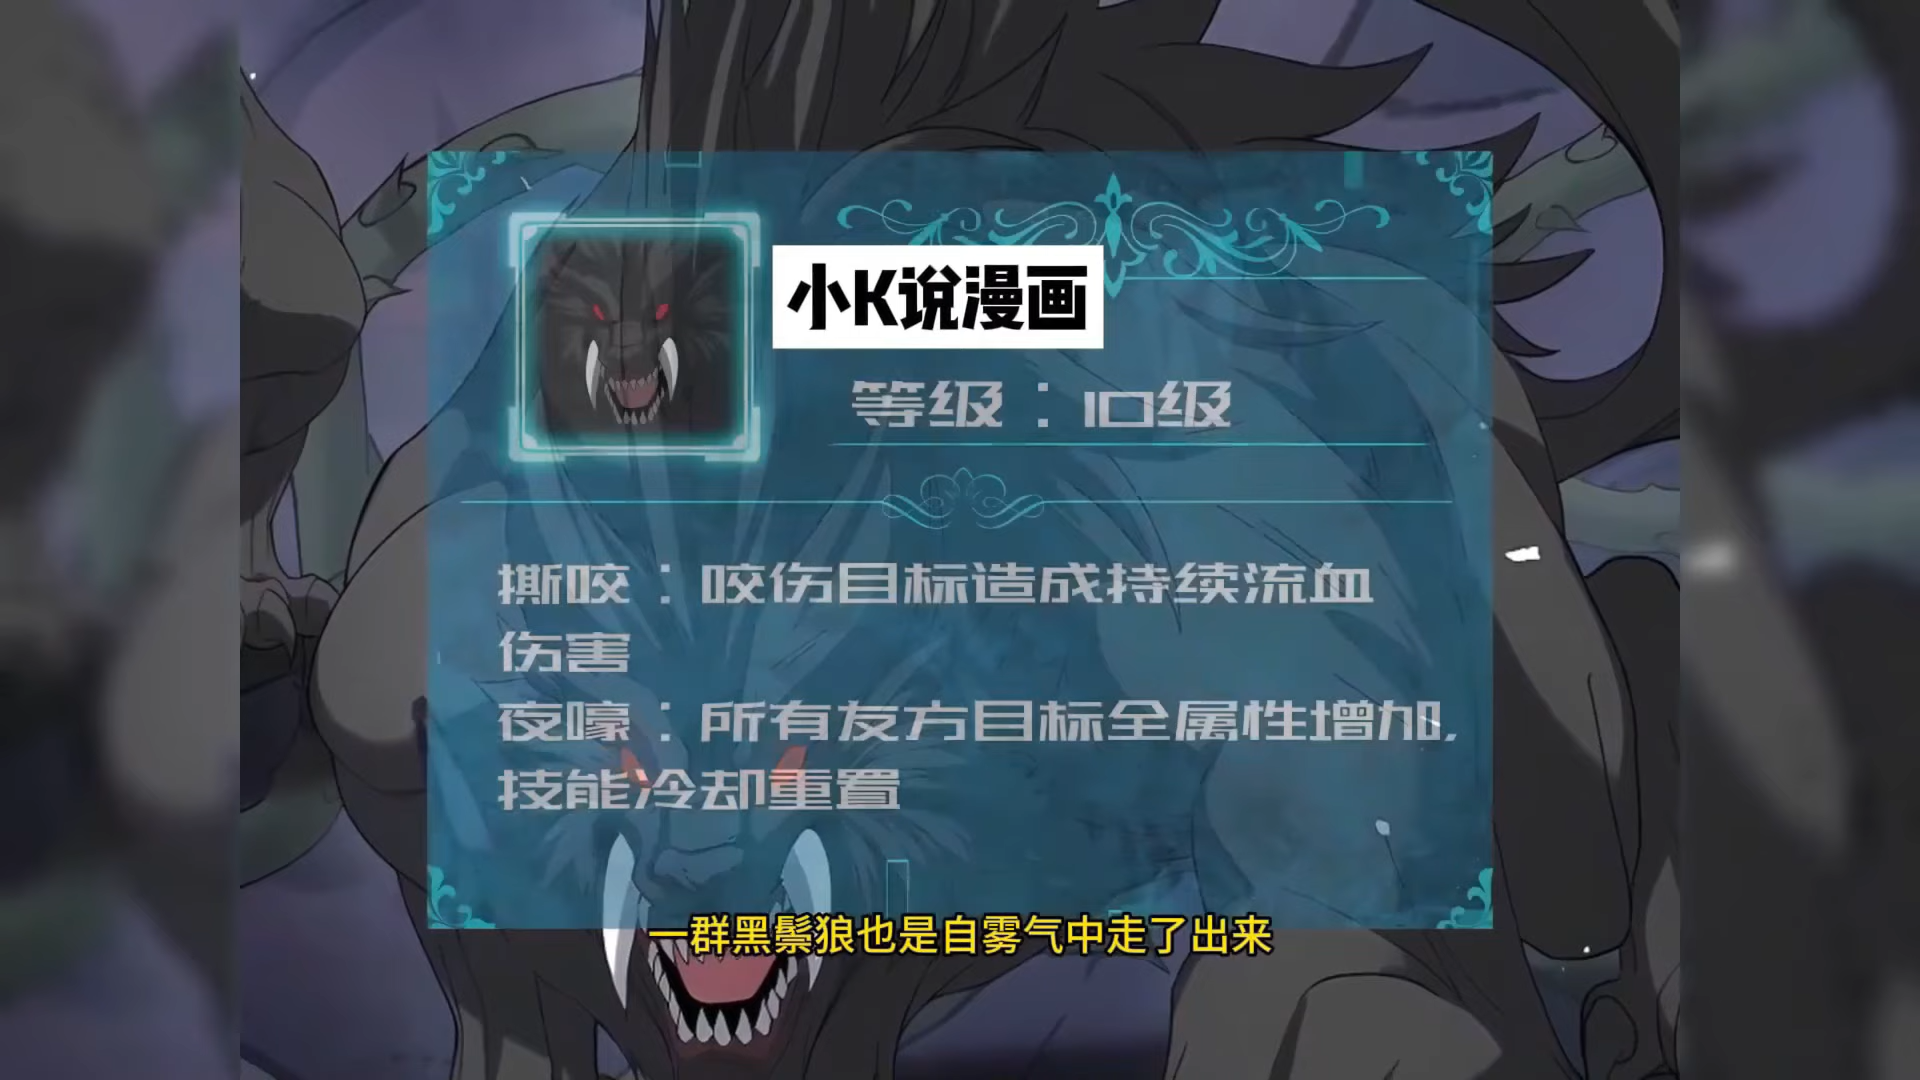 小K说漫画
等级：10级
撕咬：咬伤目标造成持续流血
伤害
夜嚎：所有友方目标全属性增加,
技能冷却重置
一群黑鬃狼也是自雾气中走了出来